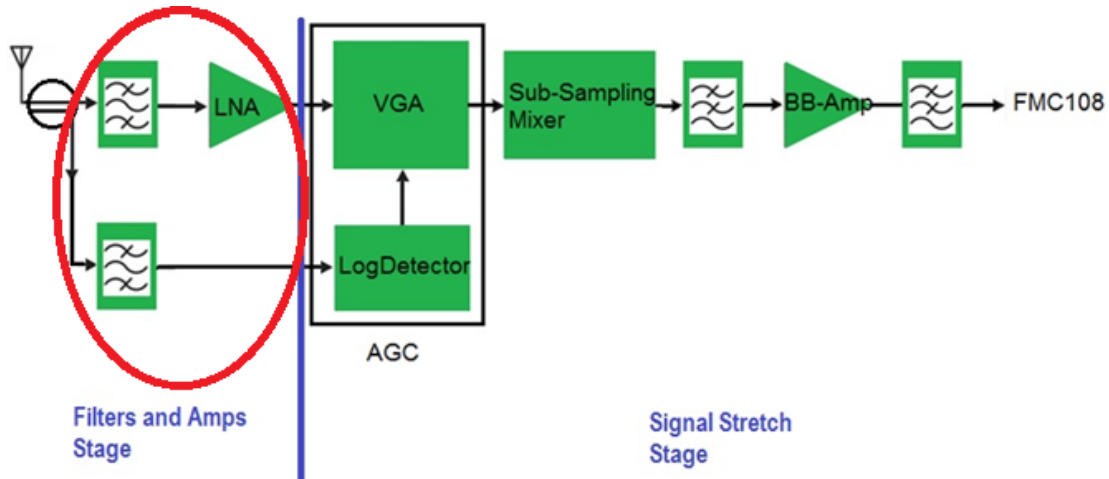 LNA
VGA
Sub-Sampling
Mixer
BB-Amp
FMC108
LogDetector
AGC
Filters and Amps
Stage
Signal Stretch
Stage